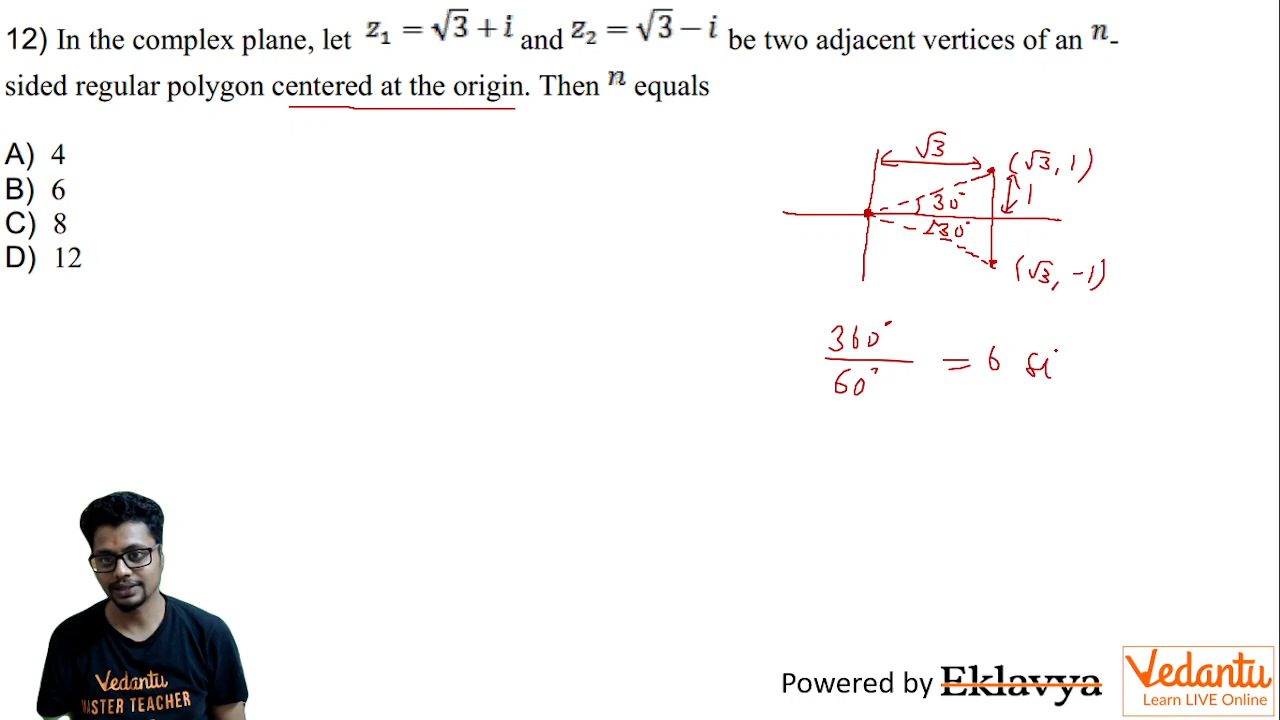 12) In the complex plane, let z₁ = √3 + i and z₂ = √3 − i be two adjacent vertices of an n-
sided regular polygon centered at the origin. Then n equals
A) 4
B) 6
C) 8
D) 12
√3
(√3, 1)
30°
1
30°
(√3, -1)
360°
60°
= 6 si
Vedantu
MASTER TEACHER
Powered by Eklavya
Vedantu
Learn LIVE Online